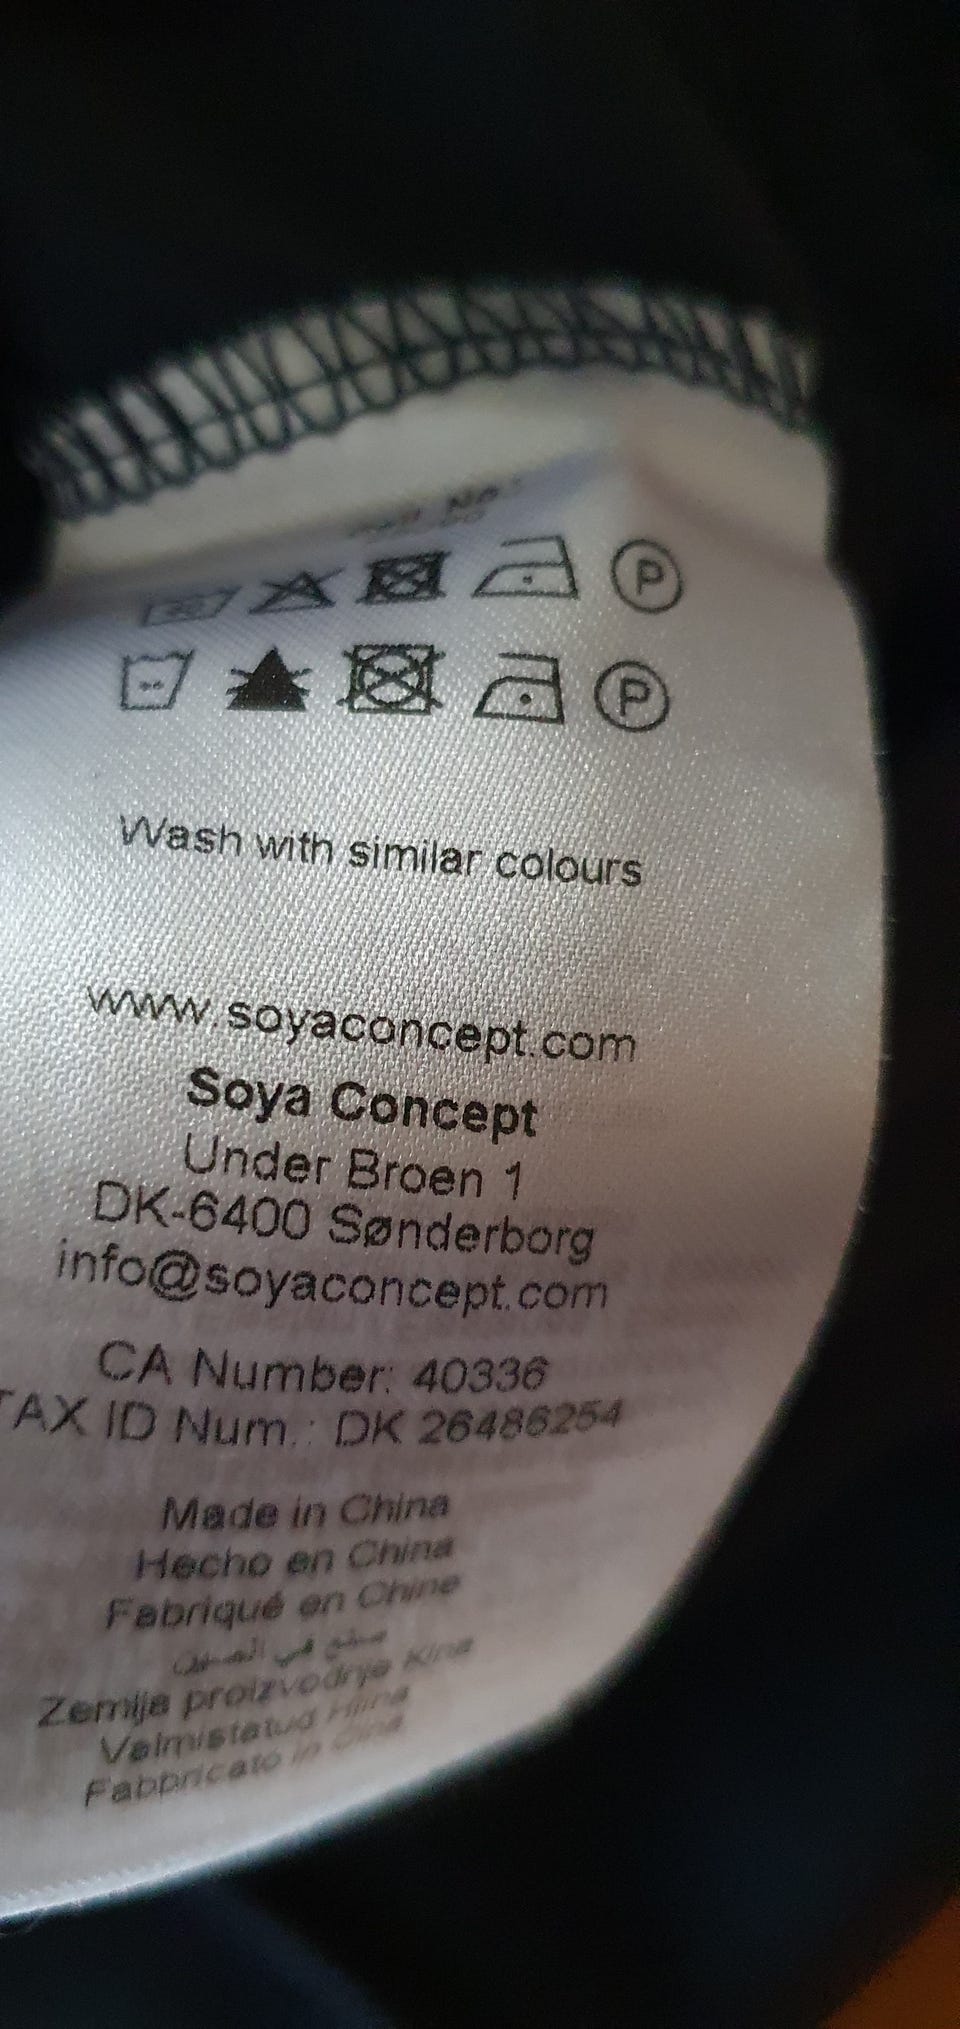 P
P
Wash with similar colours
www.soyaconcept.com
Soya Concept
Under Broen 1
DK-6400 Sønderborg
info@soyaconcept.com
CA Number: 40336
TAX ID Num.: DK 26486254
Made in China
Hecho en China
Fabriqué en Chine
صنع في الصين
Zemlja proizvodnje Kina
Valmistatud Hiina
Fabbricato in Cina